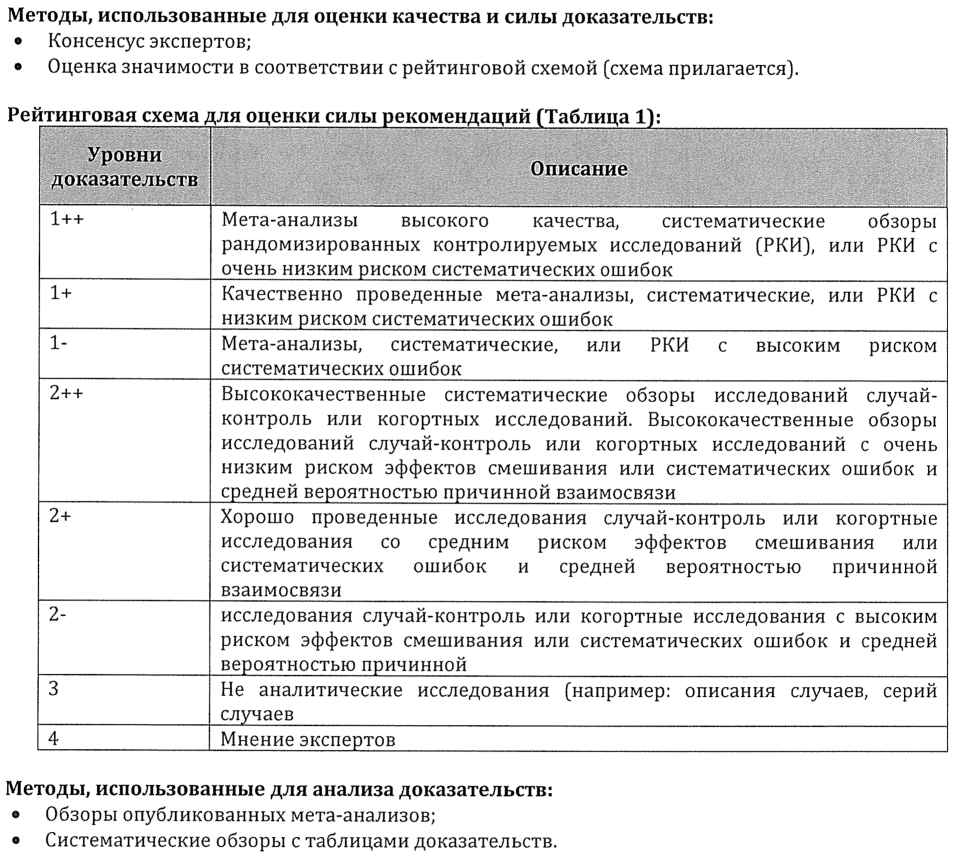 Методы, использованные для оценки качества и силы доказательств:
• Консенсус экспертов;
• Оценка значимости в соответствии с рейтинговой схемой (схема прилагается).
Рейтинговая схема для оценки силы рекомендаций (Таблица 1):
Уровни
доказательств
Описание
1++
Мета-анализы высокого качества, систематические обзоры
рандомизированных контролируемых исследований (РКИ), или РКИ с
очень низким риском систематических ошибок
1+
Качественно проведенные мета-анализы, систематические, или РКИ с
низким риском систематических ошибок
1-
Мета-анализы, систематические, или РКИ с высоким риском
систематических ошибок
2++
Высококачественные систематические обзоры исследований случай-
контроль или когортных исследований. Высококачественные обзоры
исследований случай-контроль или когортных исследований с очень
низким риском эффектов смешивания или систематических ошибок и
средней вероятностью причинной взаимосвязи
2+
Хорошо проведенные исследования случай-контроль или когортные
исследования со средним риском эффектов смешивания или
систематических ошибок и средней вероятностью причинной
взаимосвязи
2-
исследования случай-контроль или когортные исследования с высоким
риском эффектов смешивания или систематических ошибок и средней
вероятностью причинной
3
Не аналитические исследования (например: описания случаев, серий
случаев
4
Мнение экспертов
Методы, использованные для анализа доказательств:
• Обзоры опубликованных мета-анализов;
• Систематические обзоры с таблицами доказательств.